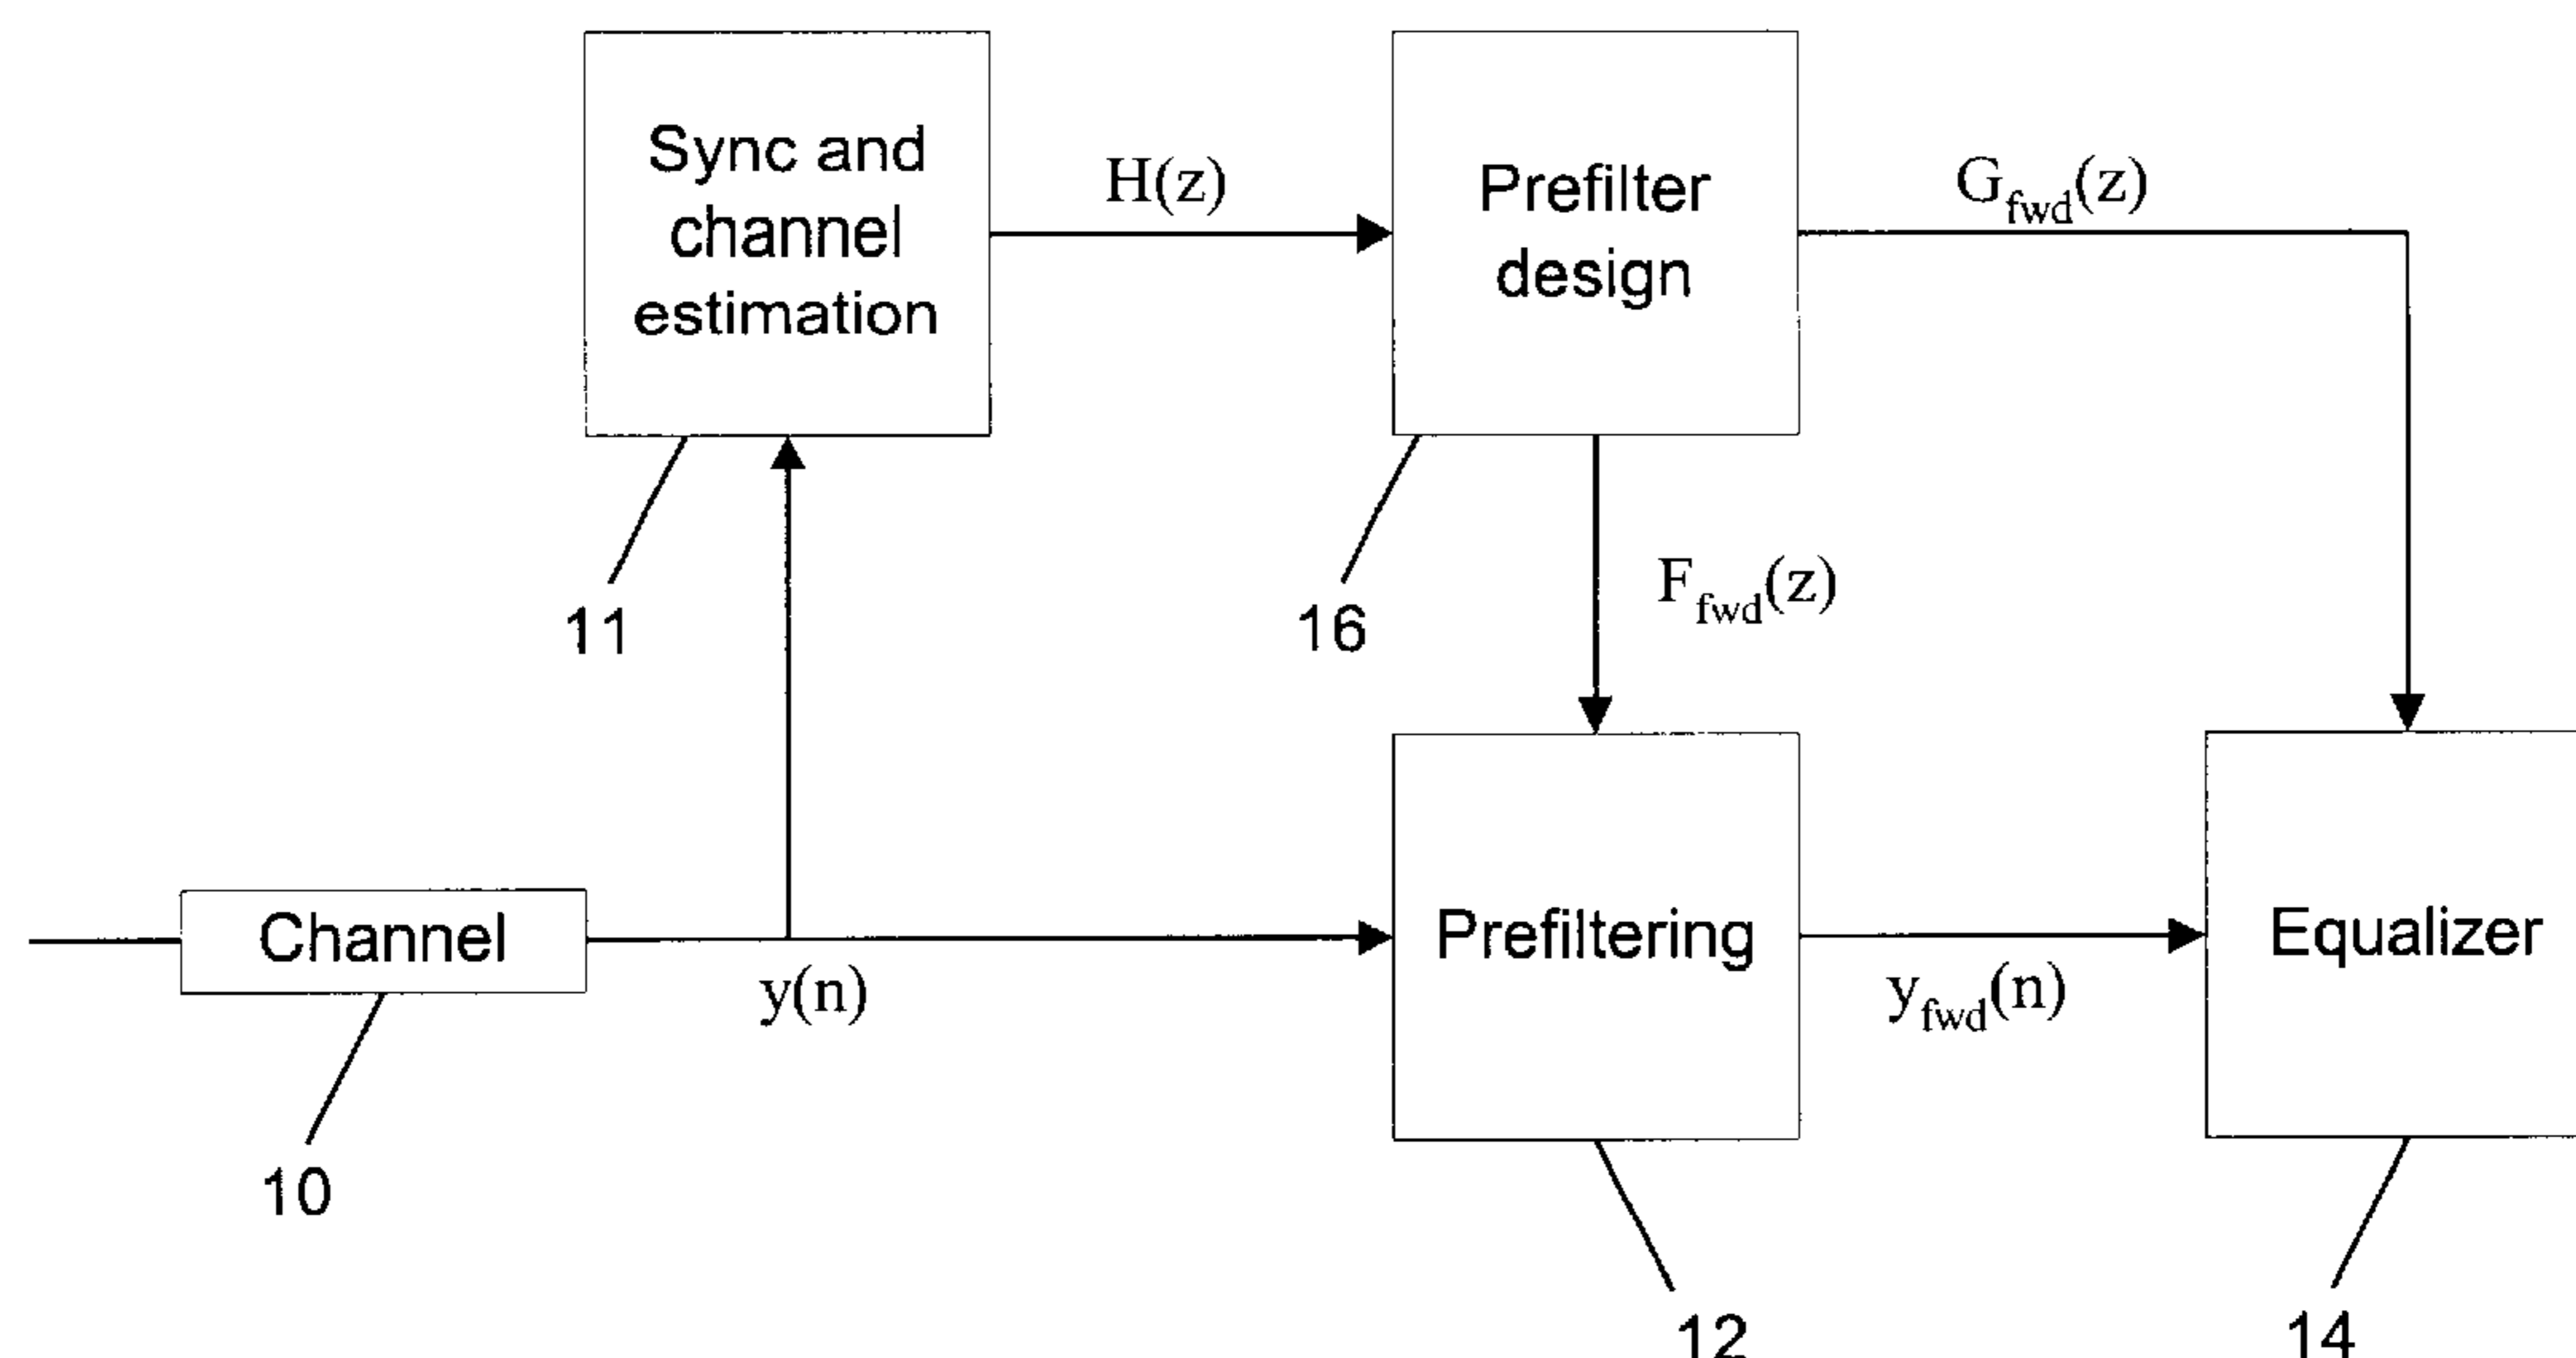 Sync and
channel
estimation
H(z)
Prefilter
design
G_fwd(z)
11
16
F_fwd(z)
Channel
y(n)
Prefiltering
y_fwd(n)
Equalizer
10
12
14